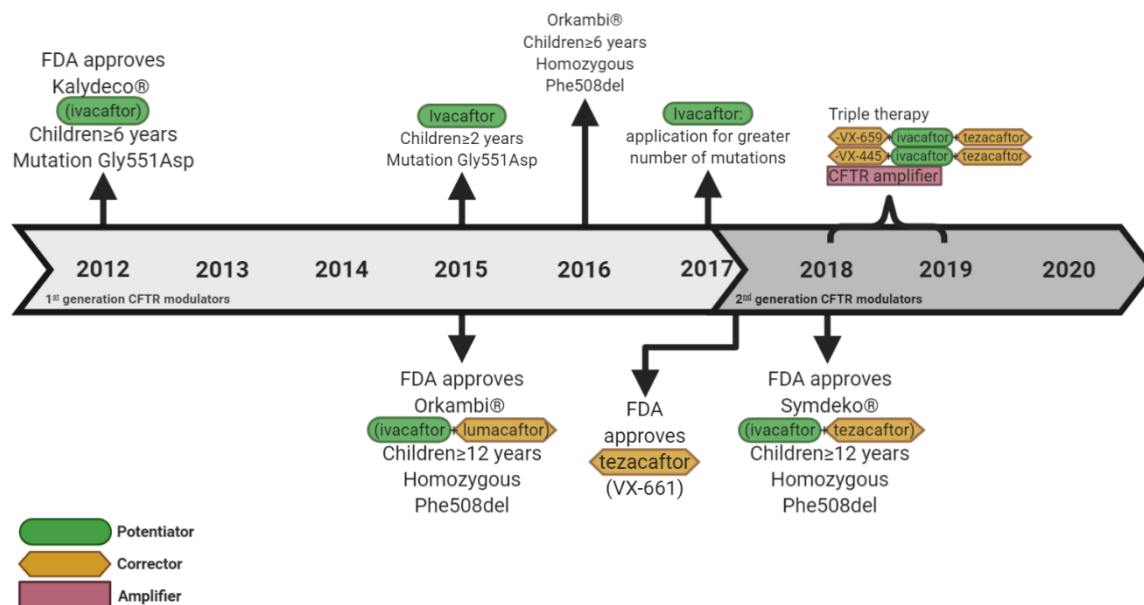 FDA approves
Kalydeco®
(ivacaftor)
Children≥6 years
Mutation Gly551Asp
Ivacaftor
Children≥2 years
Mutation Gly551Asp
Orkambi®
Children≥6 years
Homozygous
Phe508del
Ivacaftor:
application for greater
number of mutations
Triple therapy
-VX-659+ivacaftor+tezacaftor
-VX-445+ivacaftor+tezacaftor
CFTR amplifier
2012 2013 2014 2015 2016 2017 2018 2019 2020
1st generation CFTR modulators
2nd generation CFTR modulators
FDA approves
Orkambi®
(ivacaftor+lumacaftor)
Children≥12 years
Homozygous
Phe508del
FDA
approves
tezacaftor
(VX-661)
FDA approves
Symdeko®
(ivacaftor+tezacaftor)
Children≥12 years
Homozygous
Phe508del
Potentiator
Corrector
Amplifier